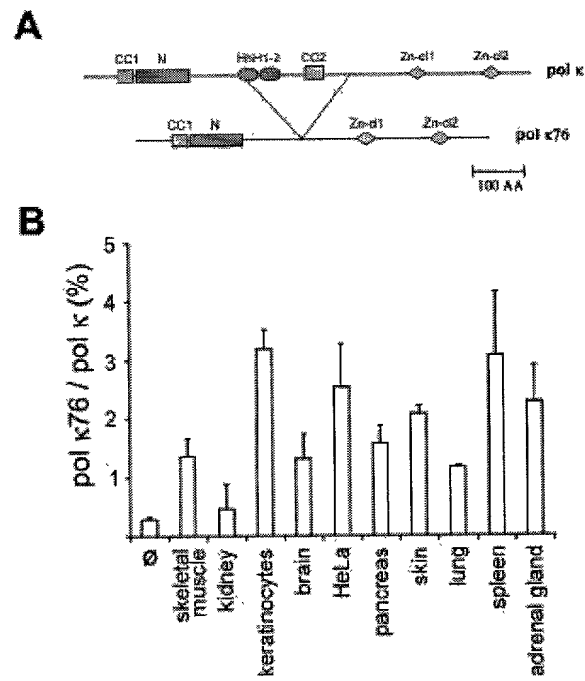 A
CC1 N HhH1-2 CC2 Zn-cl1 Zn-cl2
pol κ
CC1 N Zn-cl1 Zn-cl2
pol κ76
100 AA
B
pol κ76 / pol κ (%)
5
4
3
2
1
Ø
skeletal
muscle
kidney
keratinocytes
brain
HeLa
pancreas
skin
lung
spleen
adrenal gland